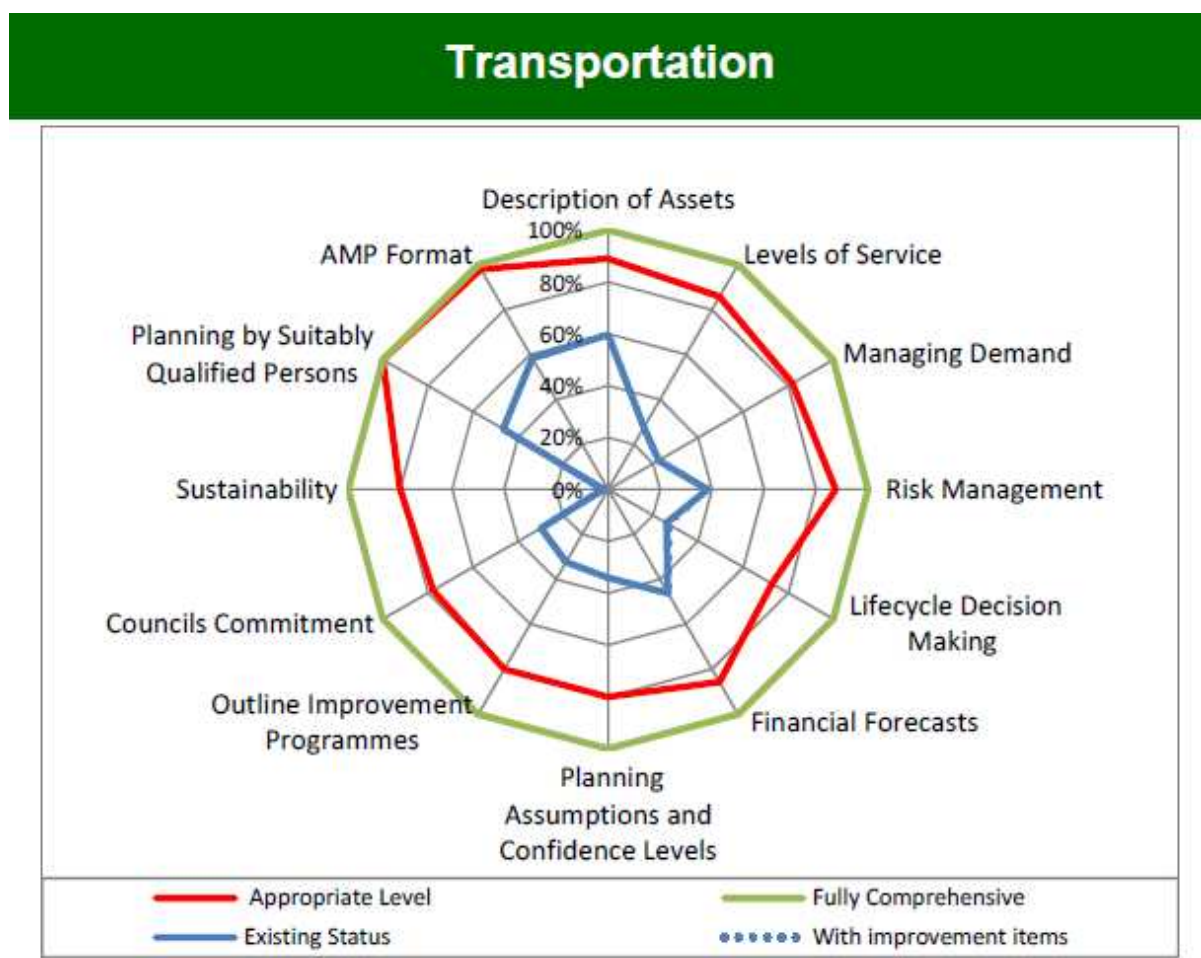 Transportation
Description of Assets
100%
AMP Format
Levels of Service
80%
Planning by Suitably
Qualified Persons
60%
Managing Demand
40%
20%
Sustainability
0%
Risk Management
Councils Commitment
Lifecycle Decision
Making
Outline Improvement
Programmes
Financial Forecasts
Planning
Assumptions and
Confidence Levels
Appropriate Level
Fully Comprehensive
Existing Status
With improvement items